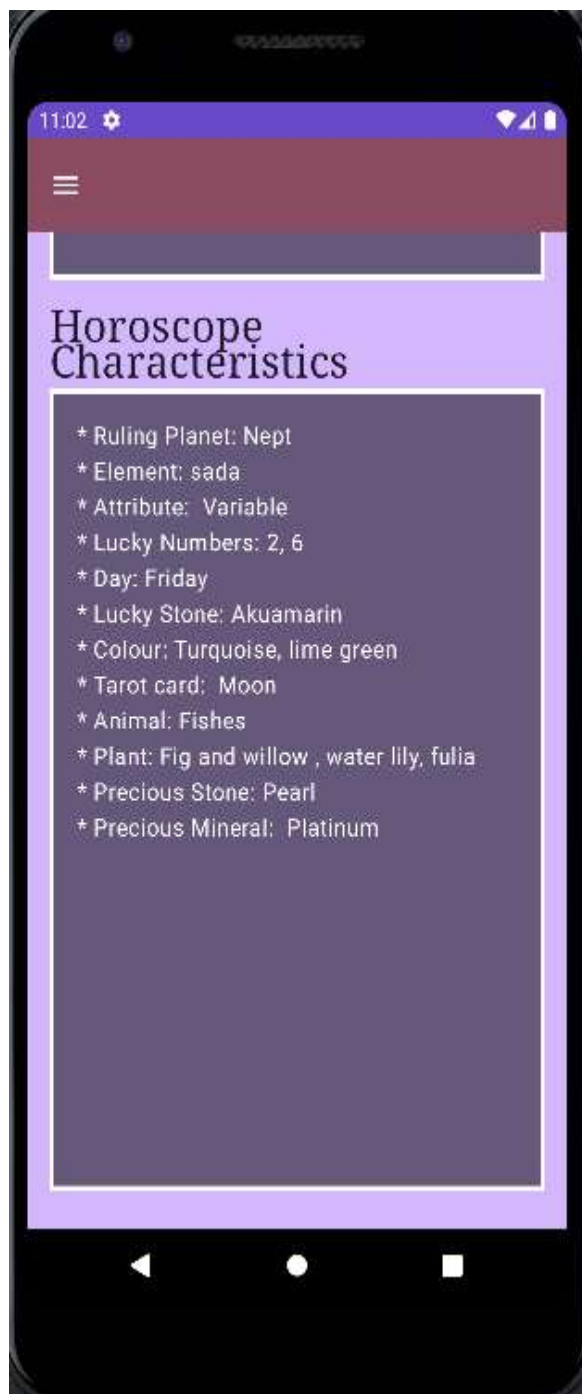 11:02
Horoscope
Characteristics
* Ruling Planet: Nept
* Element: sada
* Attribute:  Variable
* Lucky Numbers: 2, 6
* Day: Friday
* Lucky Stone: Akuamarin
* Colour: Turquoise, lime green
* Tarot card:  Moon
* Animal: Fishes
* Plant: Fig and willow , water lily, fulia
* Precious Stone: Pearl
* Precious Mineral:  Platinum